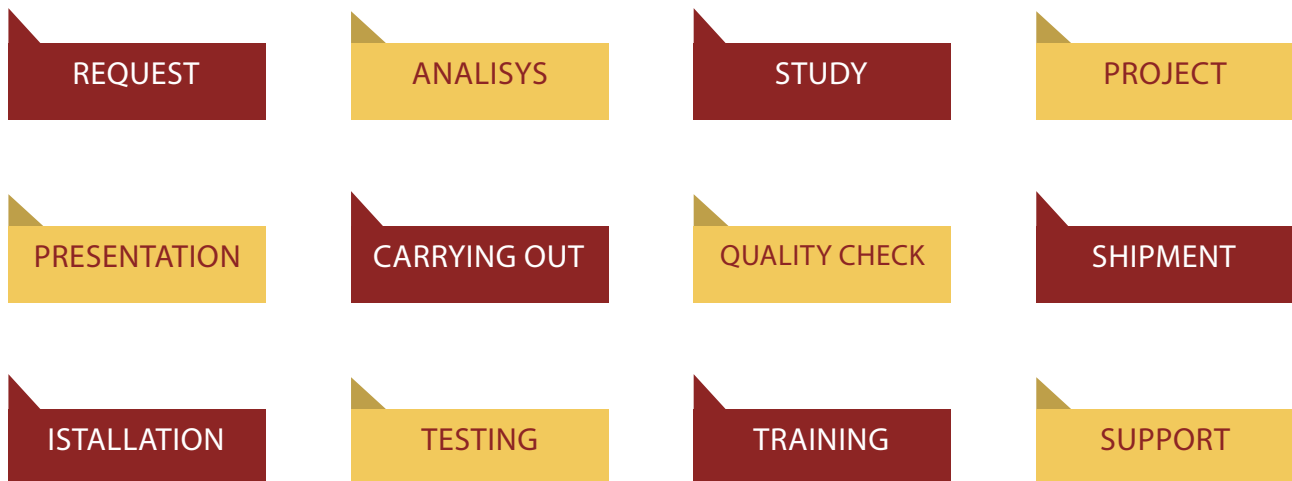 REQUEST
ANALISYS
STUDY
PROJECT
PRESENTATION
CARRYING OUT
QUALITY CHECK
SHIPMENT
ISTALLATION
TESTING
TRAINING
SUPPORT